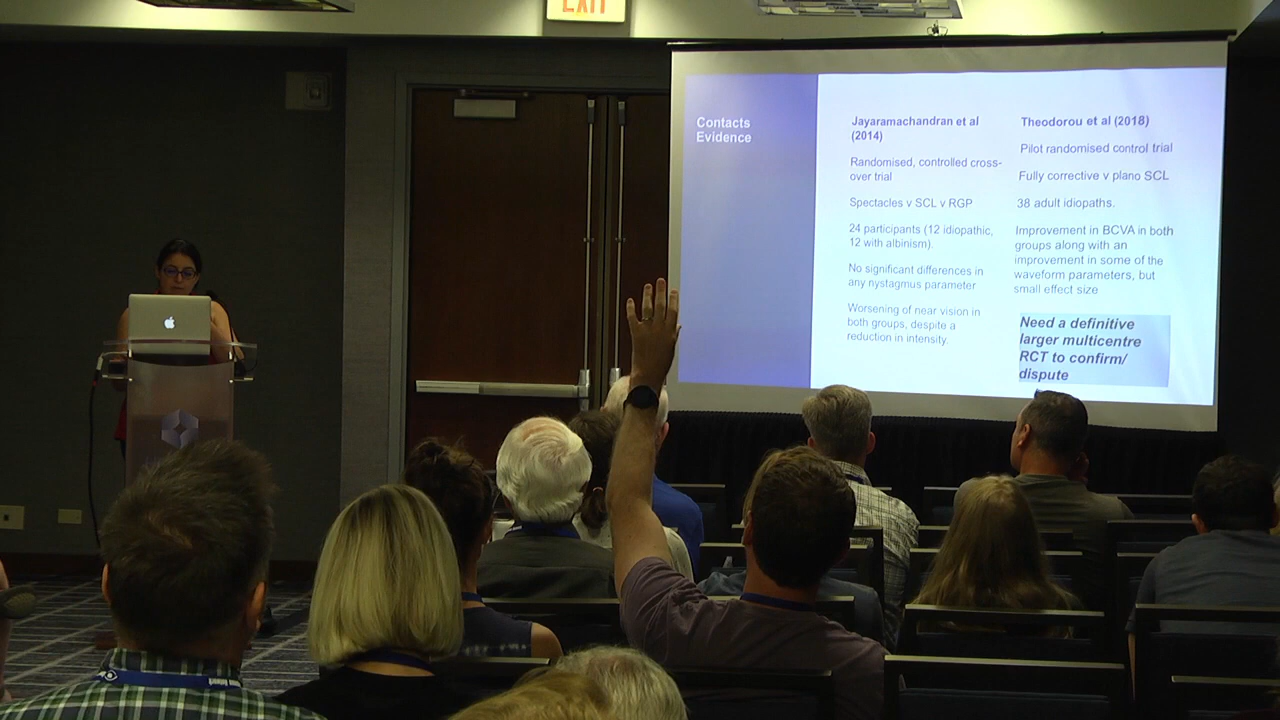 EXIT
Contacts
Evidence
Jayaramachandran et al
(2014)
Randomised, controlled cross-
over trial
Spectacles v SCL v RGP
24 participants (12 idiopathic,
12 with albinism).
No significant differences in
any nystagmus parameter
Worsening of near vision in
both groups, despite a
reduction in intensity.
Theodorou et al (2018)
Pilot randomised control trial
Fully corrective v plano SCL
38 adult idiopaths.
Improvement in BCVA in both
groups along with an
improvement in some of the
waveform parameters, but
small effect size
Need a definitive
larger multicentre
RCT to confirm/
dispute